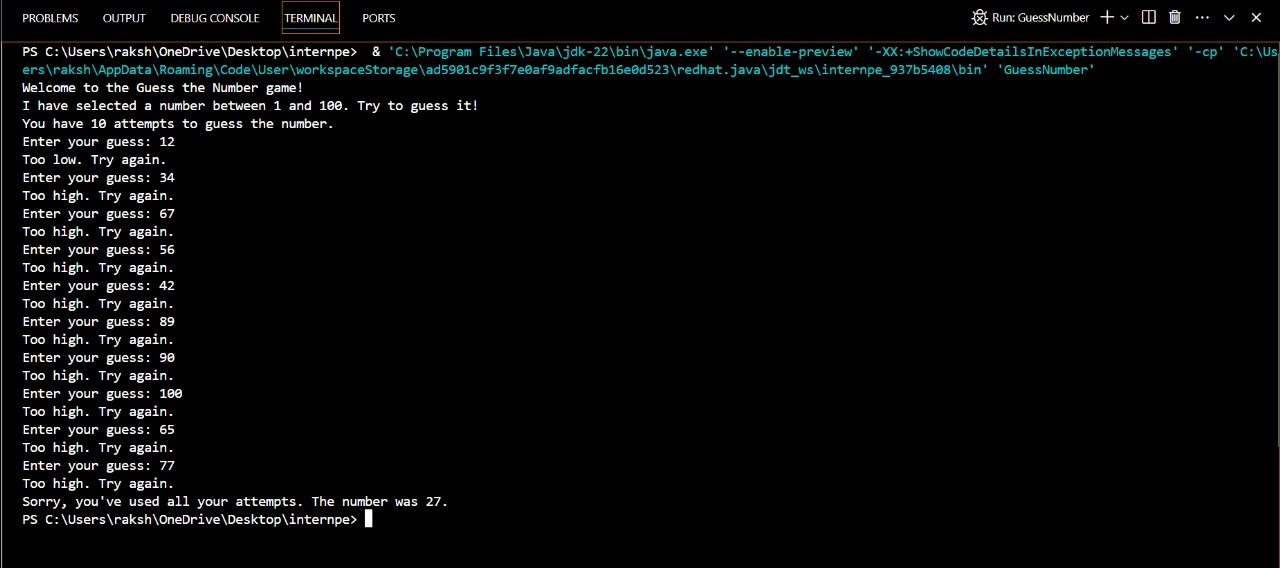 PROBLEMS OUTPUT DEBUG CONSOLE TERMINAL PORTS Run: GuessNumber
PS C:\Users\raksh\OneDrive\Desktop\internpe>  & 'C:\Program Files\Java\jdk-22\bin\java.exe' '--enable-preview' '-XX:+ShowCodeDetailsInExceptionMessages' '-cp' 'C:\Us
ers\raksh\AppData\Roaming\Code\User\workspaceStorage\ad5901c9f3f7e0af9adfacfb16e0d523\redhat.java\jdt_ws\internpe_937b5408\bin' 'GuessNumber'
Welcome to the Guess the Number game!
I have selected a number between 1 and 100. Try to guess it!
You have 10 attempts to guess the number.
Enter your guess: 12
Too low. Try again.
Enter your guess: 34
Too high. Try again.
Enter your guess: 67
Too high. Try again.
Enter your guess: 56
Too high. Try again.
Enter your guess: 42
Too high. Try again.
Enter your guess: 89
Too high. Try again.
Enter your guess: 90
Too high. Try again.
Enter your guess: 100
Too high. Try again.
Enter your guess: 65
Too high. Try again.
Enter your guess: 77
Too high. Try again.
Sorry, you've used all your attempts. The number was 27.
PS C:\Users\raksh\OneDrive\Desktop\internpe>